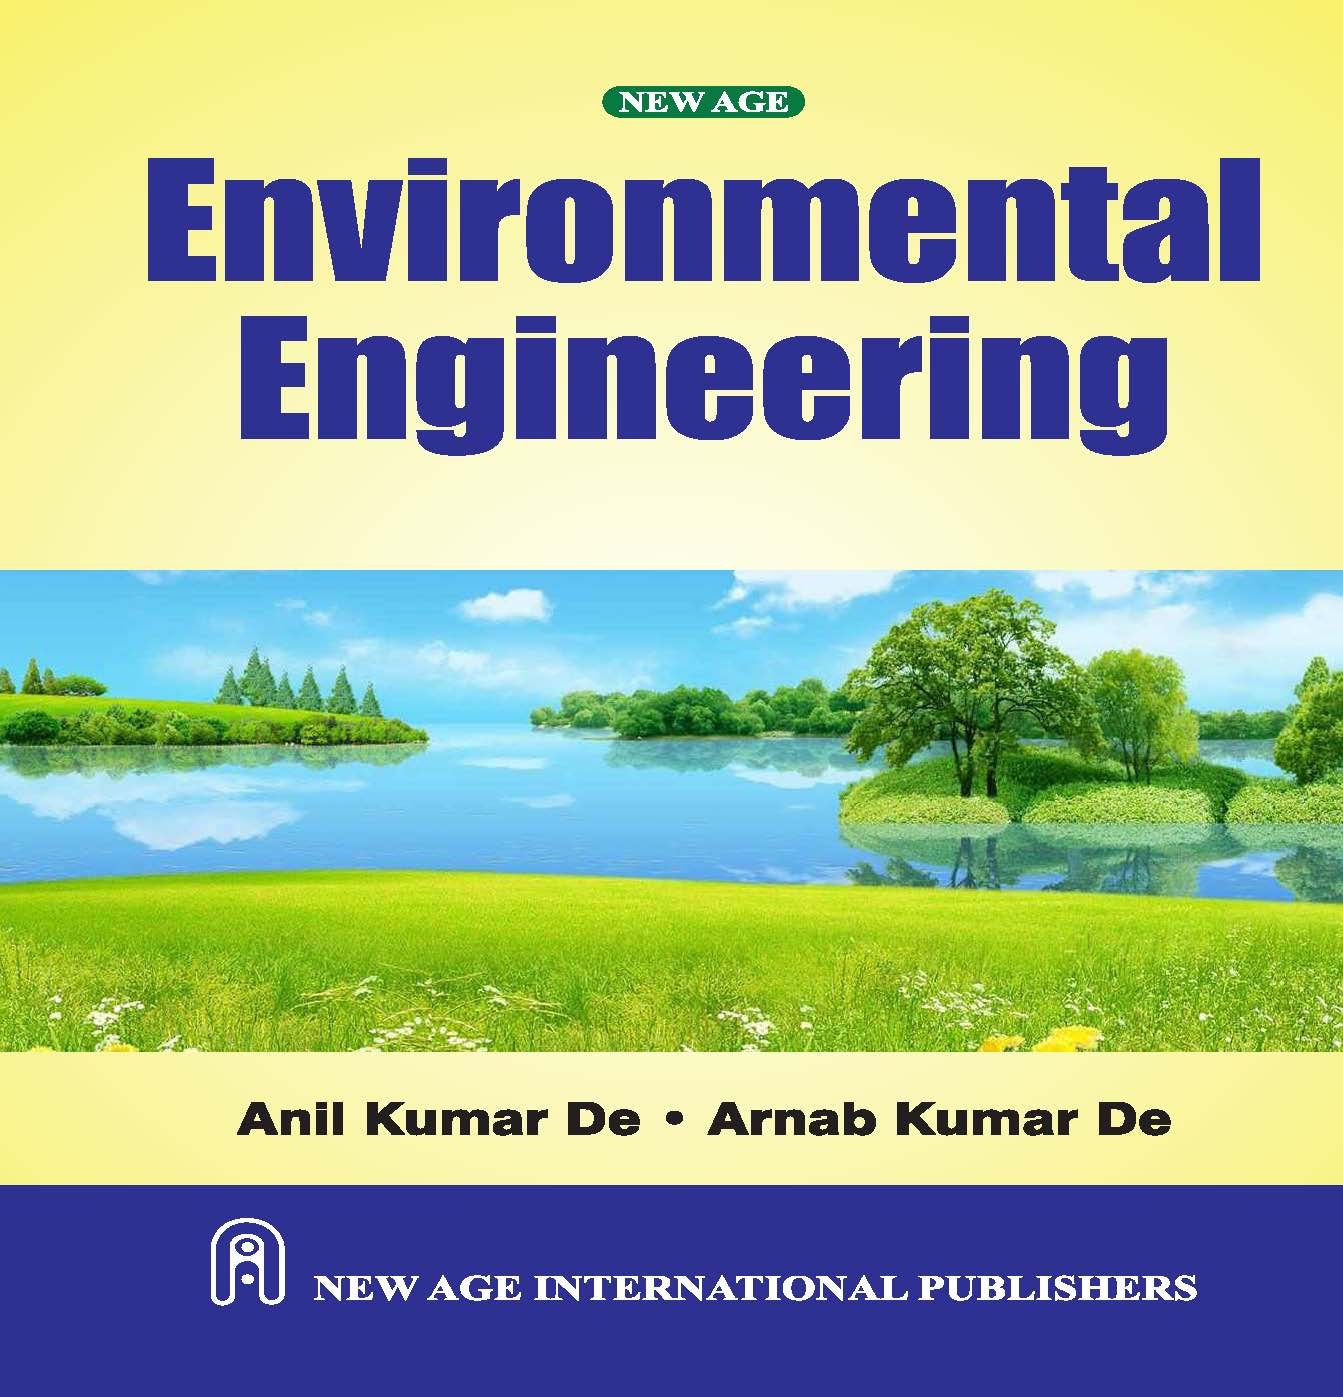 NEW AGE
Environmental
Engineering
Anil Kumar De • Arnab Kumar De
NEW AGE INTERNATIONAL PUBLISHERS